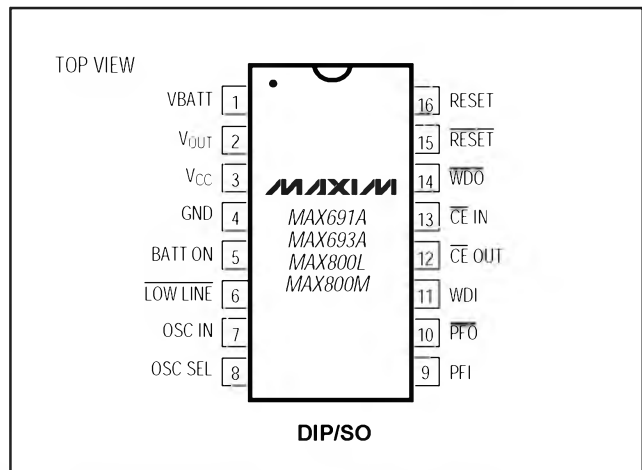 TOP VIEW
VBATT 1
VOUT 2
VCC 3
GND 4
BATT ON 5
LOW LINE 6
OSC IN 7
OSC SEL 8
MAXIM
MAX691A
MAX693A
MAX800L
MAX800M
16 RESET
15 RESET
14 WDO
13 CE IN
12 CE OUT
11 WDI
10 PFO
9 PFI
DIP/SO